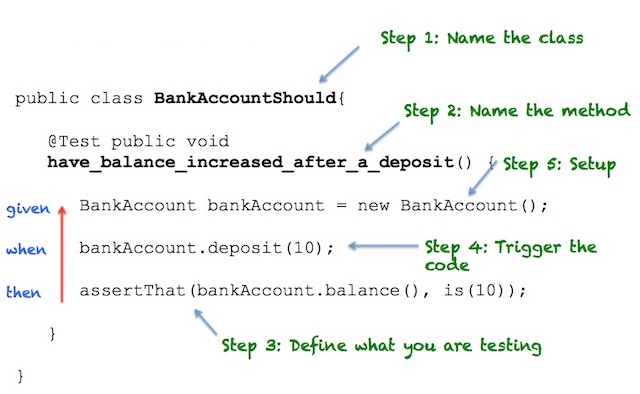 Step 1: Name the class
public class BankAccountShould{
Step 2: Name the method
@Test public void
have_balance_increased_after_a_deposit() {
Step 5: Setup
given BankAccount bankAccount = new BankAccount();
when bankAccount.deposit(10);
Step 4: Trigger the
code
then assertThat(bankAccount.balance(), is(10));
}
Step 3: Define what you are testing
}